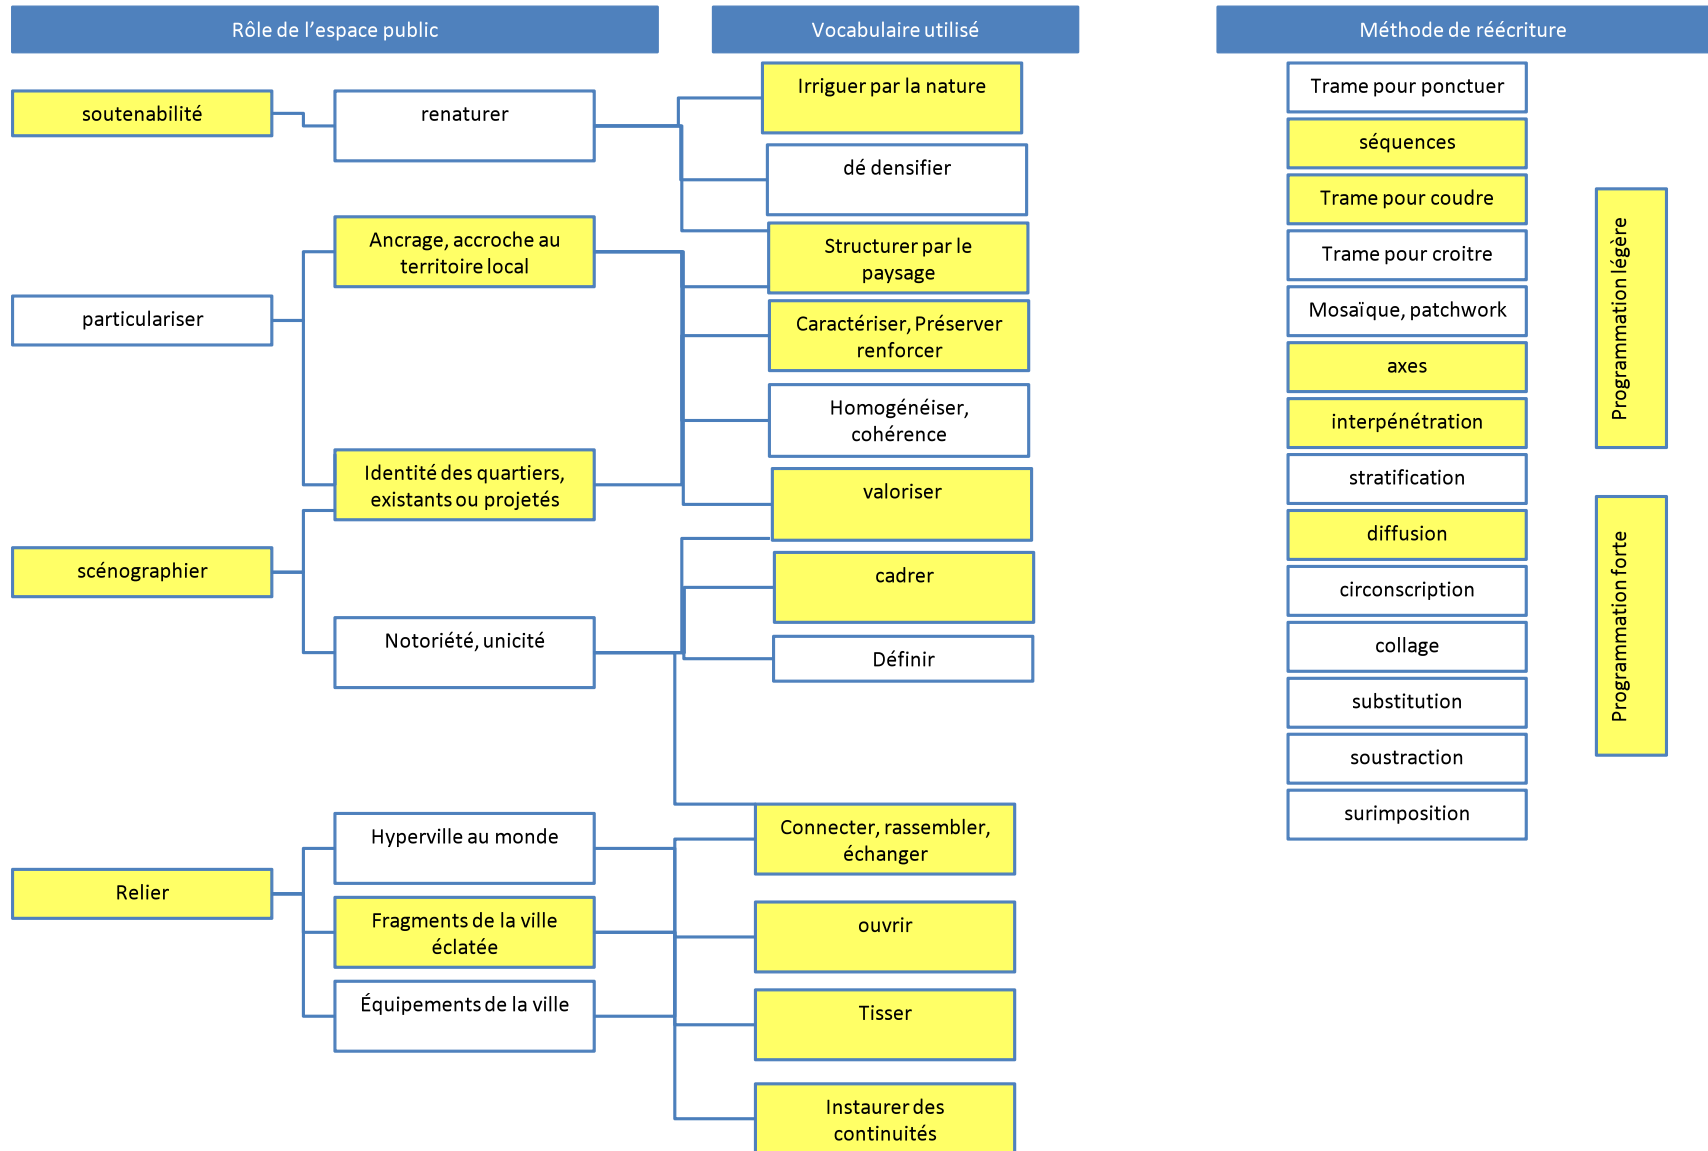 Rôle de l’espace public
Vocabulaire utilisé
Méthode de réécriture
soutenabilité
particulariser
scénographier
Relier
renaturer
Ancrage, accroche au
territoire local
Identité des quartiers,
existants ou projetés
Notoriété, unicité
Hyperville au monde
Fragments de la ville
éclatée
Équipements de la ville
Irriguer par la nature
dé densifier
Structurer par le
paysage
Caractériser, Préserver
renforcer
Homogénéiser,
cohérence
valoriser
cadrer
Définir
Connecter, rassembler,
échanger
ouvrir
Tisser
Instaurer des
continuités
Trame pour ponctuer
séquences
Trame pour coudre
Trame pour croitre
Mosaïque, patchwork
axes
interpénétration
stratification
diffusion
circonscription
collage
substitution
soustraction
surimposition
Programmation légère
Programmation forte